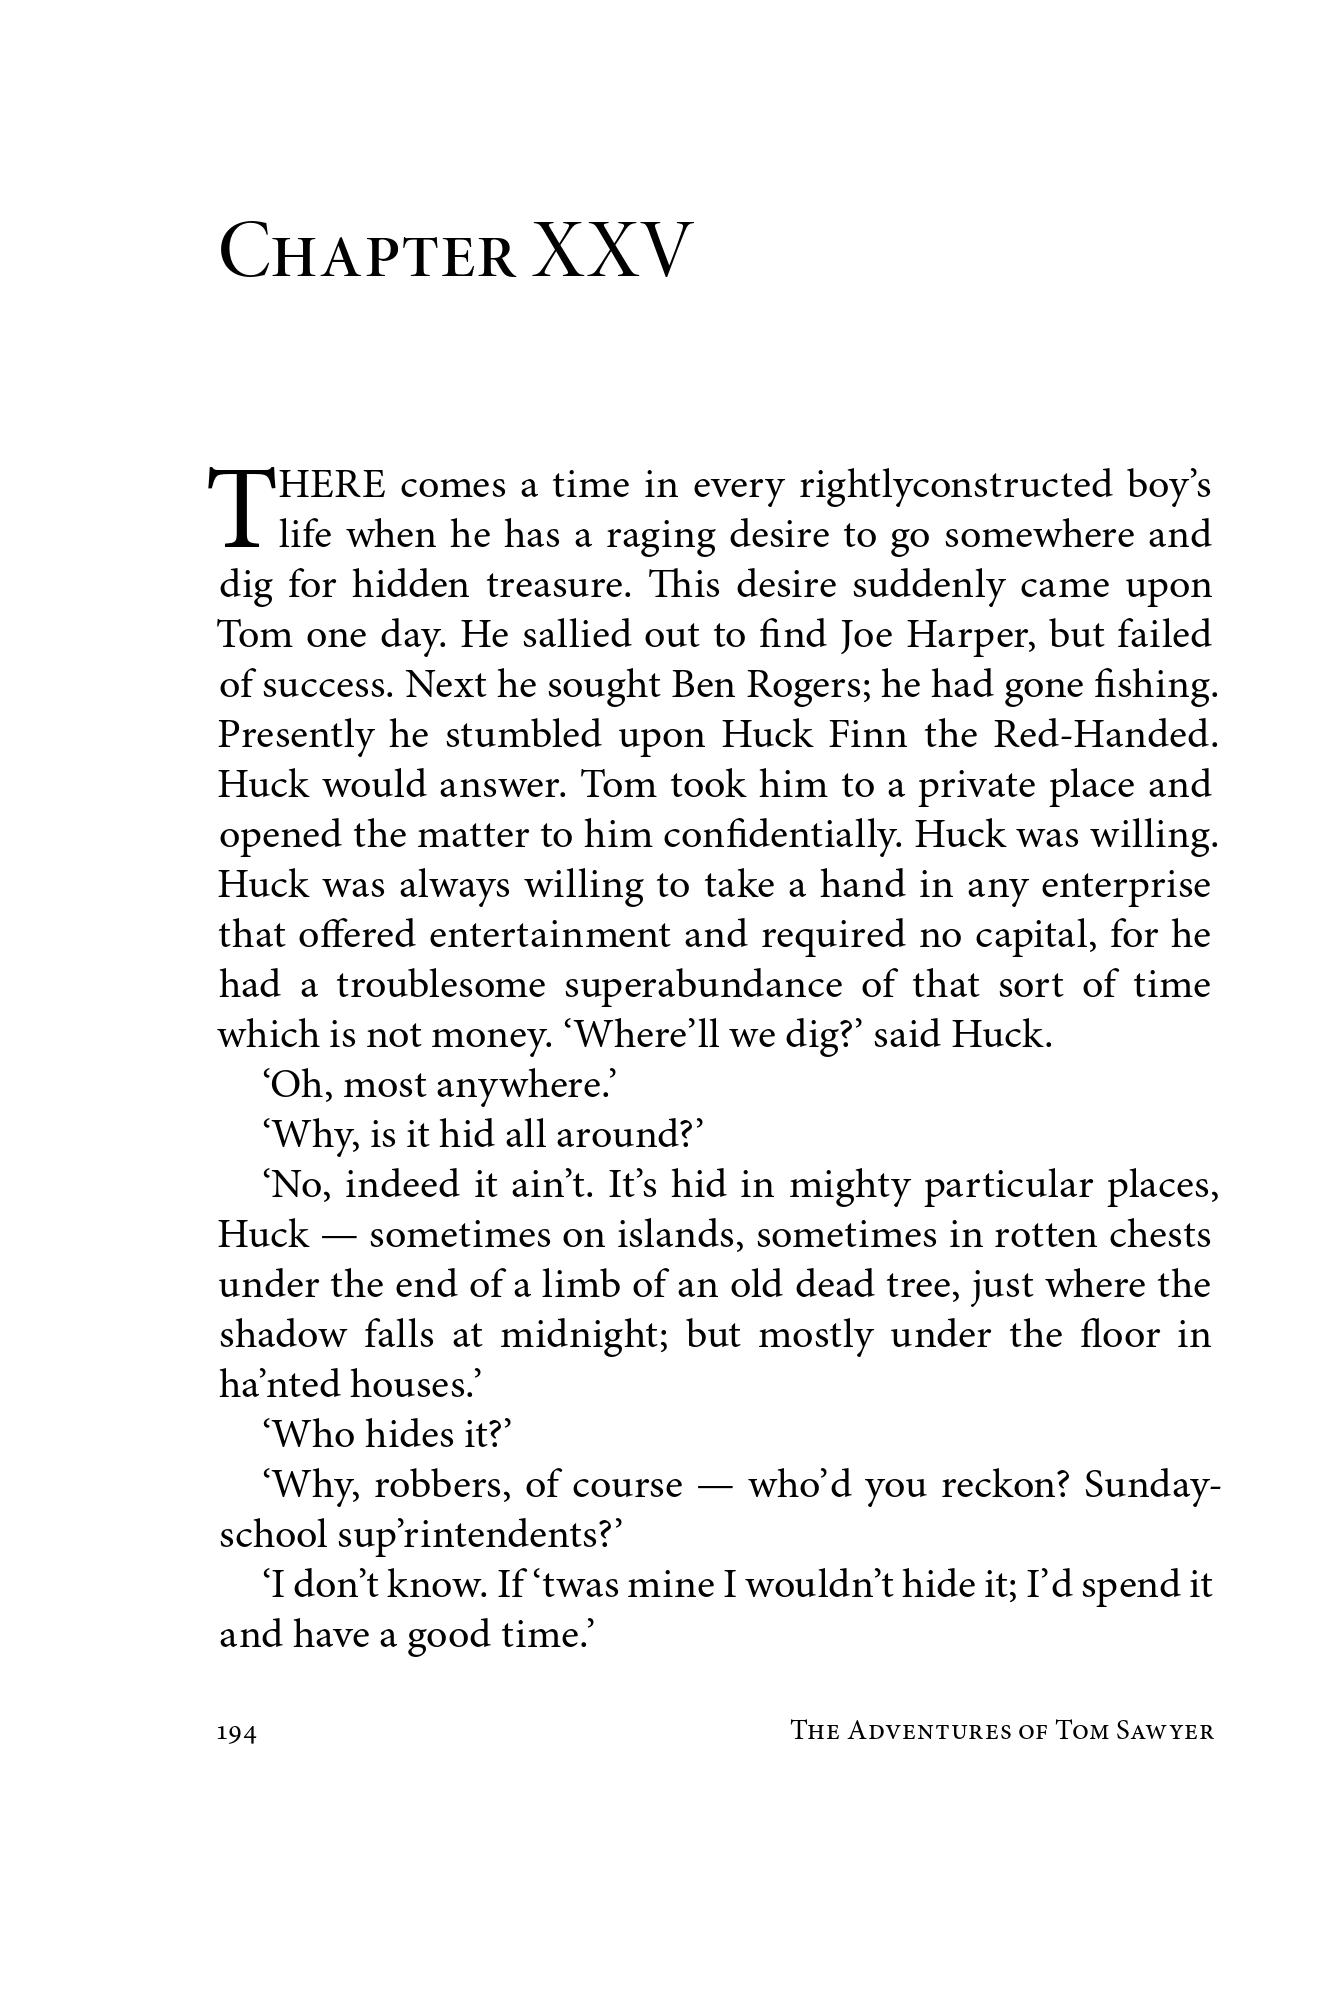 Chapter XXV
THERE comes a time in every rightlyconstructed boy’s
life when he has a raging desire to go somewhere and
dig for hidden treasure. This desire suddenly came upon
Tom one day. He sallied out to find Joe Harper, but failed
of success. Next he sought Ben Rogers; he had gone fishing.
Presently he stumbled upon Huck Finn the Red-Handed.
Huck would answer. Tom took him to a private place and
opened the matter to him confidentially. Huck was willing.
Huck was always willing to take a hand in any enterprise
that offered entertainment and required no capital, for he
had a troublesome superabundance of that sort of time
which is not money. ‘Where’ll we dig?’ said Huck.
‘Oh, most anywhere.’
‘Why, is it hid all around?’
‘No, indeed it ain’t. It’s hid in mighty particular places,
Huck — sometimes on islands, sometimes in rotten chests
under the end of a limb of an old dead tree, just where the
shadow falls at midnight; but mostly under the floor in
ha’nted houses.’
‘Who hides it?’
‘Why, robbers, of course — who’d you reckon? Sunday-
school sup’rintendents?’
‘I don’t know. If ‘twas mine I wouldn’t hide it; I’d spend it
and have a good time.’
194 The Adventures of Tom Sawyer